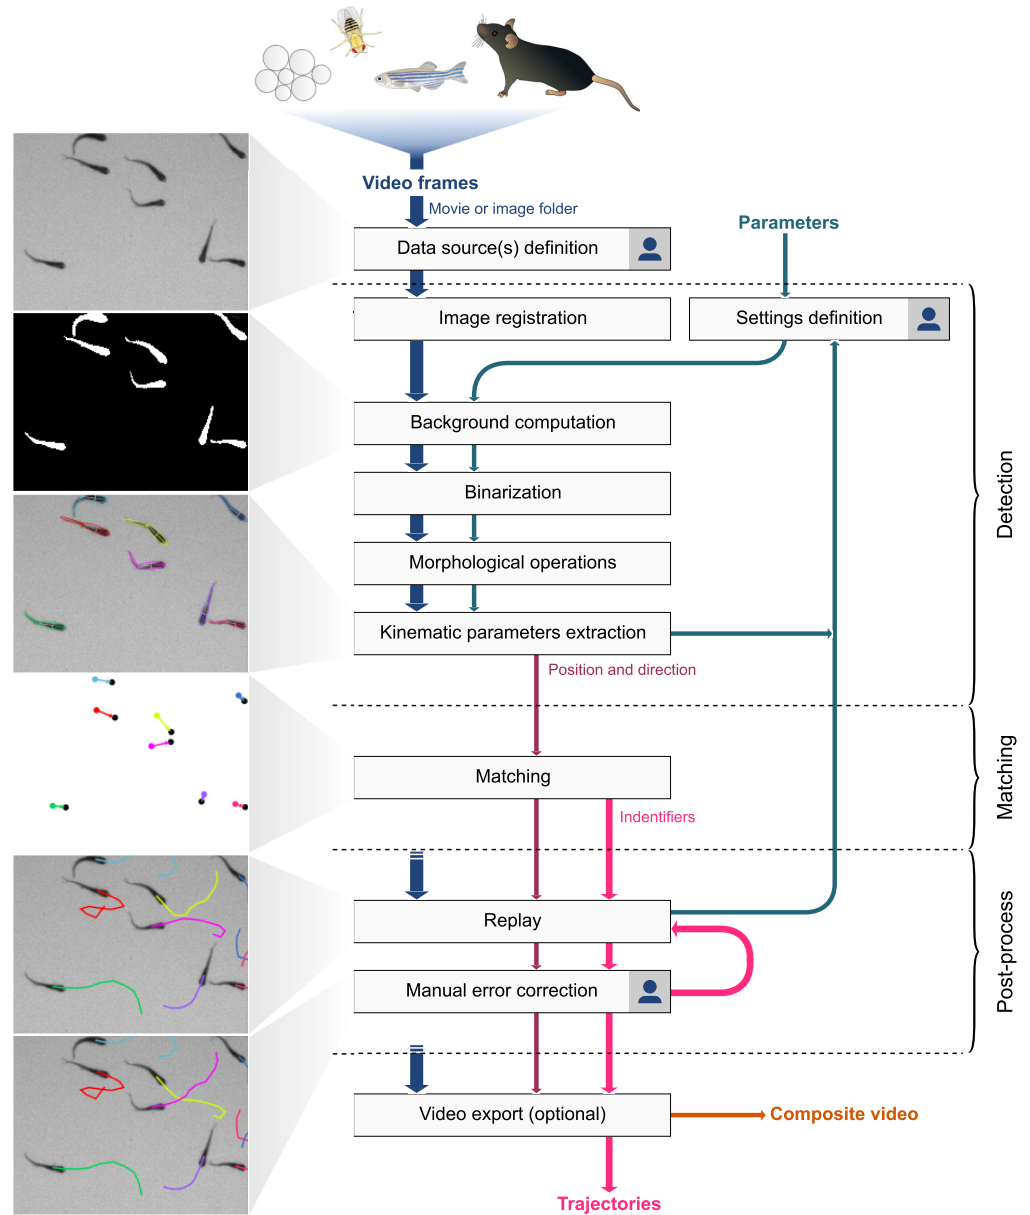 Video frames
Movie or image folder
Parameters
Data source(s) definition
Image registration
Settings definition
Background computation
Binarization
Morphological operations
Kinematic parameters extraction
Position and direction
Detection
Matching
Indentifiers
Matching
Replay
Manual error correction
Post-process
Video export (optional)
Composite video
Trajectories